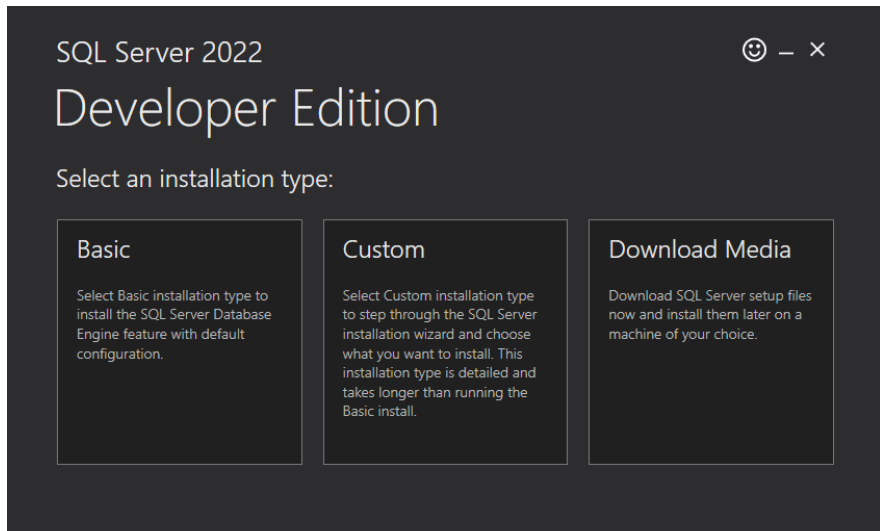 SQL Server 2022
Developer Edition
Select an installation type:
Basic
Select Basic installation type to
install the SQL Server Database
Engine feature with default
configuration.
Custom
Select Custom installation type
to step through the SQL Server
installation wizard and choose
what you want to install. This
installation type is detailed and
takes longer than running the
Basic install.
Download Media
Download SQL Server setup files
now and install them later on a
machine of your choice.